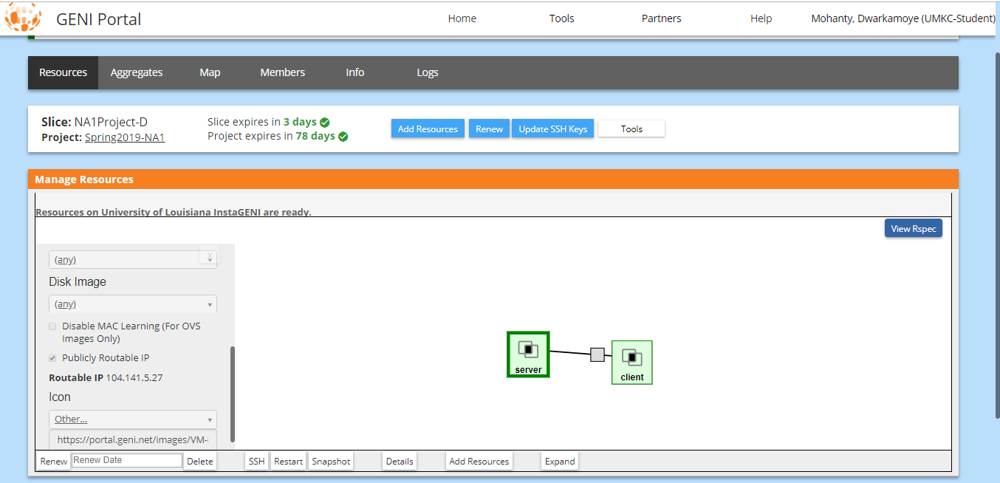 GENI Portal
Home Tools Partners Help Mohanty, Dwarkamoye (UMKC-Student)
Resources Aggregates Map Members Info Logs
Slice: NA1Project-D
Project: Spring2019-NA1
Slice expires in 3 days
Project expires in 78 days
Add Resources Renew Update SSH Keys Tools
Manage Resources
Resources on University of Louisiana InstaGENI are ready.
View Rspec
(any)
Disk Image
(any)
Disable MAC Learning (For OVS
Images Only)
Publicly Routable IP
Routable IP 104.141.5.27
Icon
Other...
https://portal.geni.net/images/VM-
server
client
Renew Renew Date Delete SSH Restart Snapshot Details Add Resources Expand